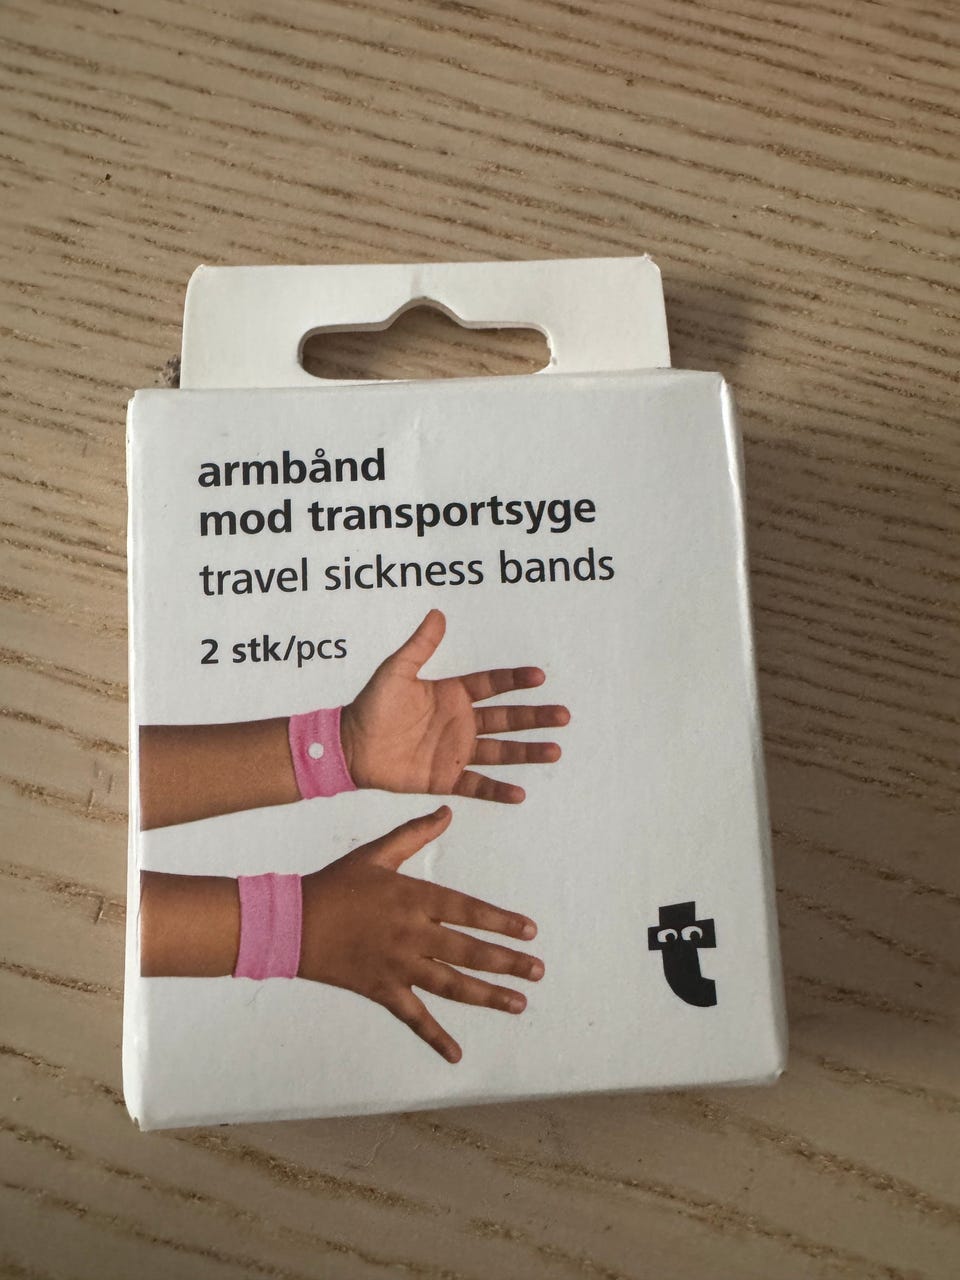 armbånd
mod transportsyge
travel sickness bands
2 stk/pcs